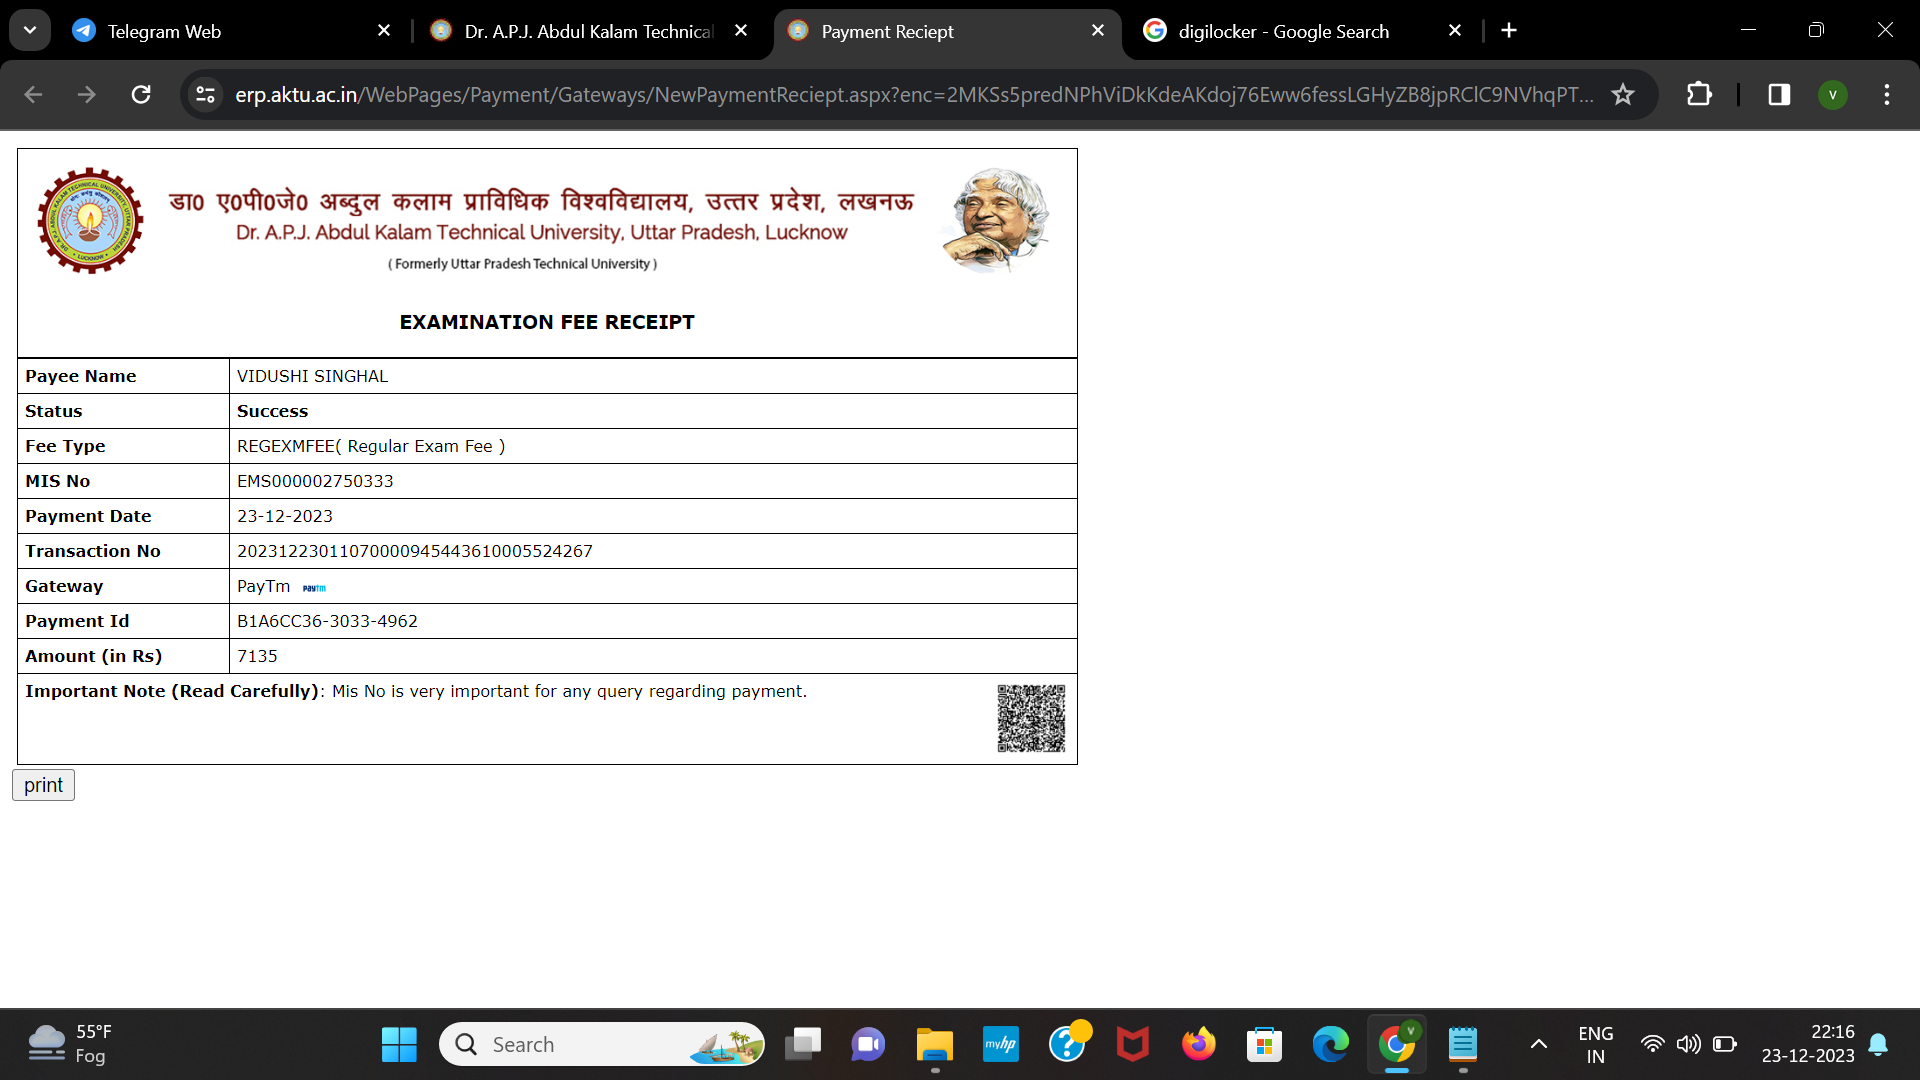 Telegram Web
Dr. A.P.J. Abdul Kalam Technical
Payment Reciept
digilocker - Google Search
erp.aktu.ac.in/WebPages/Payment/Gateways/NewPaymentReciept.aspx?enc=2MKSs5predNPhViDkKdeAKdoj76Eww6fessLGHyZB8jpRClC9NVhqPT...
V
डा0 ए0पी0जे0 अब्दुल कलाम प्राविधिक विश्वविद्यालय, उत्तर प्रदेश, लखनऊ
Dr. A.P.J. Abdul Kalam Technical University, Uttar Pradesh, Lucknow
( Formerly Uttar Pradesh Technical University )
EXAMINATION FEE RECEIPT
Payee Name VIDUSHI SINGHAL
Status Success
Fee Type REGEXMFEE( Regular Exam Fee )
MIS No EMS000002750333
Payment Date 23-12-2023
Transaction No 20231223011070000945443610005524267
Gateway PayTm paytm
Payment Id B1A6CC36-3033-4962
Amount (in Rs) 7135
Important Note (Read Carefully): Mis No is very important for any query regarding payment.
print
55°F
Fog
Search
myhp
V
ENG
IN
22:16
23-12-2023